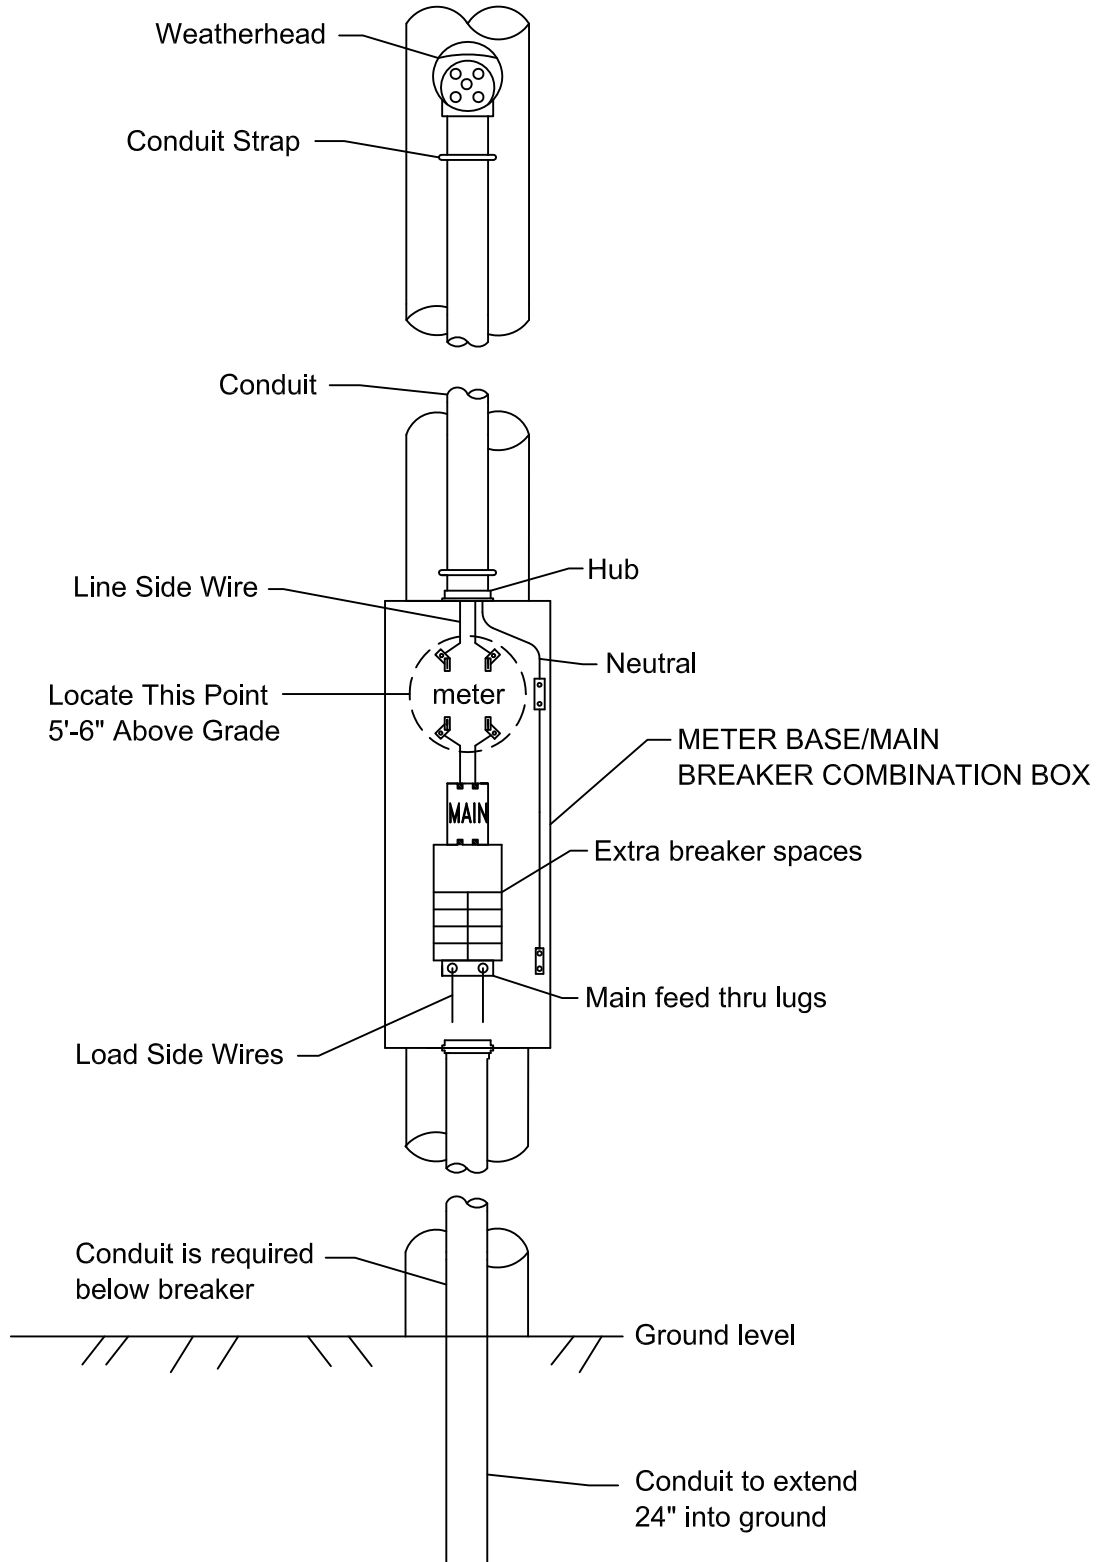 Weatherhead
Conduit Strap
Conduit
Hub
Line Side Wire
Neutral
Locate This Point
5'-6" Above Grade
meter
METER BASE/MAIN
BREAKER COMBINATION BOX
MAIN
Extra breaker spaces
Main feed thru lugs
Load Side Wires
Conduit is required
below breaker
Ground level
Conduit to extend
24" into ground